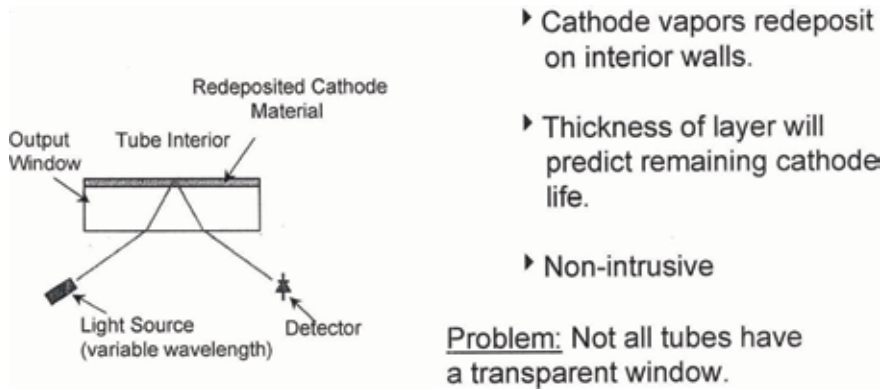 Redeposited Cathode
Material
Output
Window
Tube Interior
Light Source
(variable wavelength)
Detector
Cathode vapors redeposit
on interior walls.
Thickness of layer will
predict remaining cathode
life.
Non-intrusive
Problem: Not all tubes have
a transparent window.